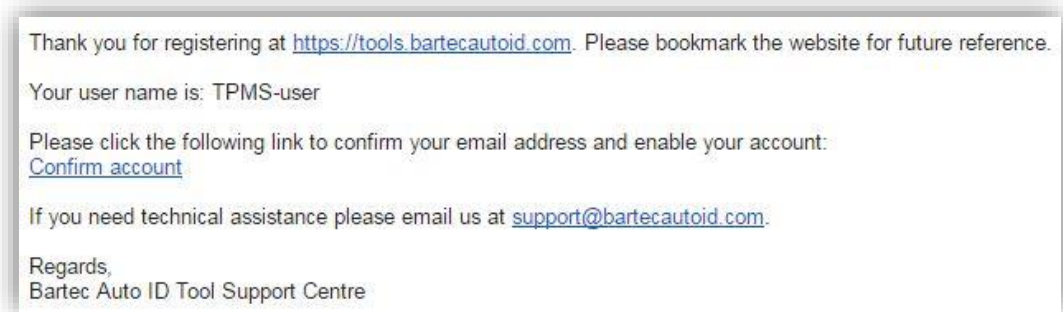 Thank you for registering at https://tools.bartecautoid.com. Please bookmark the website for future reference.
Your user name is: TPMS-user
Please click the following link to confirm your email address and enable your account:
Confirm account
If you need technical assistance please email us at support@bartecautoid.com.
Regards,
Bartec Auto ID Tool Support Centre